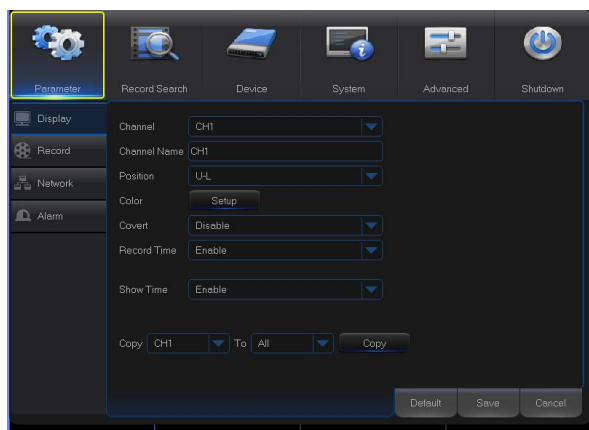 Parameter Record Search Device System Advanced Shutdown
Display
Record
Network
Alarm
Channel CH1
Channel Name CH1
Position U-L
Color Setup
Covert Disable
Record Time Enable
Show Time Enable
Copy CH1 To All Copy
Default Save Cancel